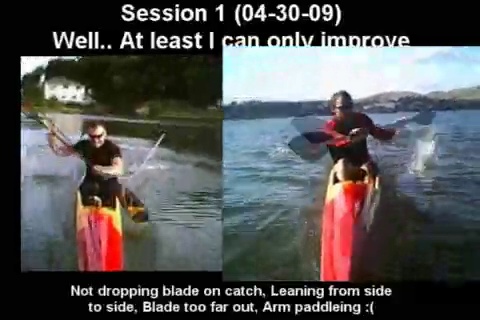 Session 1 (04-30-09)
Well.. At least I can only improve
Not dropping blade on catch, Leaning from side
to side, Blade too far out, Arm paddleing :(